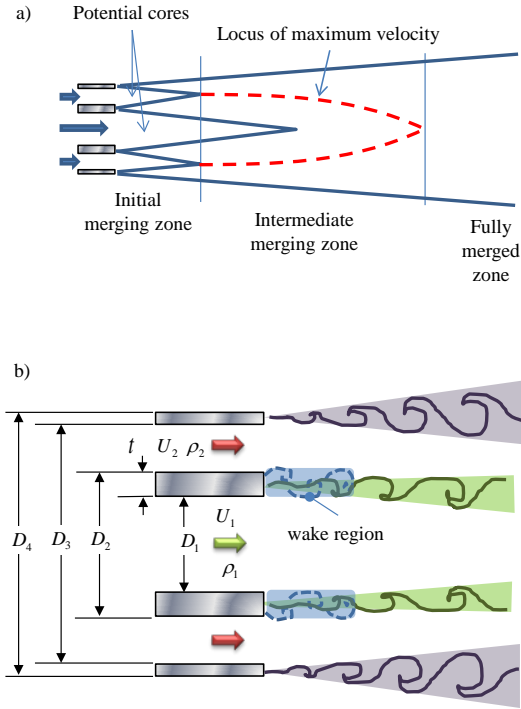 a)
Potential cores
Locus of maximum velocity
Initial
merging zone
Intermediate
merging zone
Fully
merged
zone
b)
t
U₂ ρ₂
U₁
D₄
D₃
D₂
D₁
wake region
ρ₁